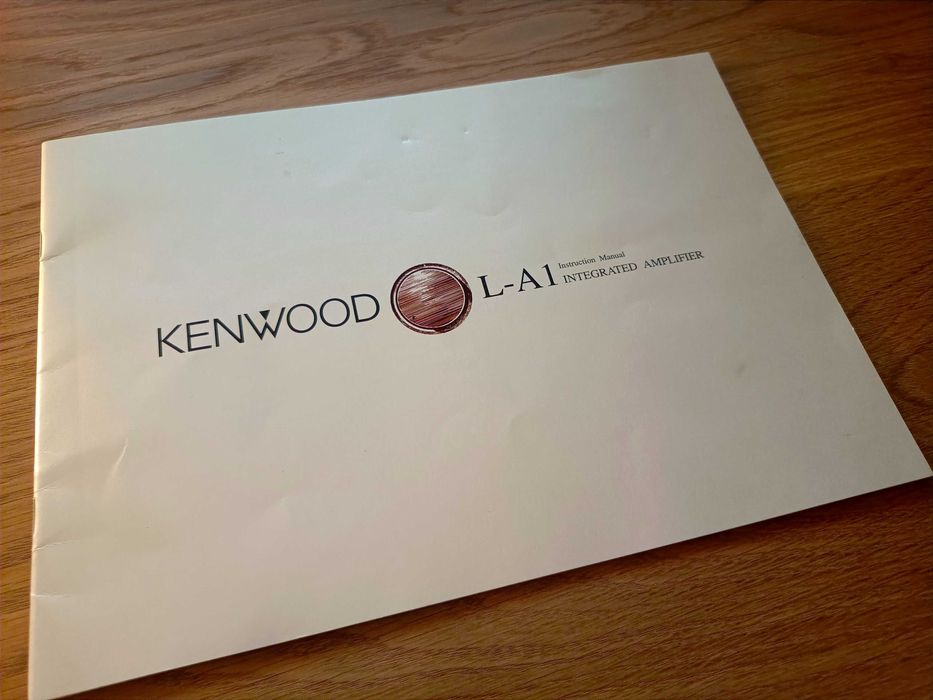 KENWOOD
L-A1
Instruction Manual
INTEGRATED AMPLIFIER